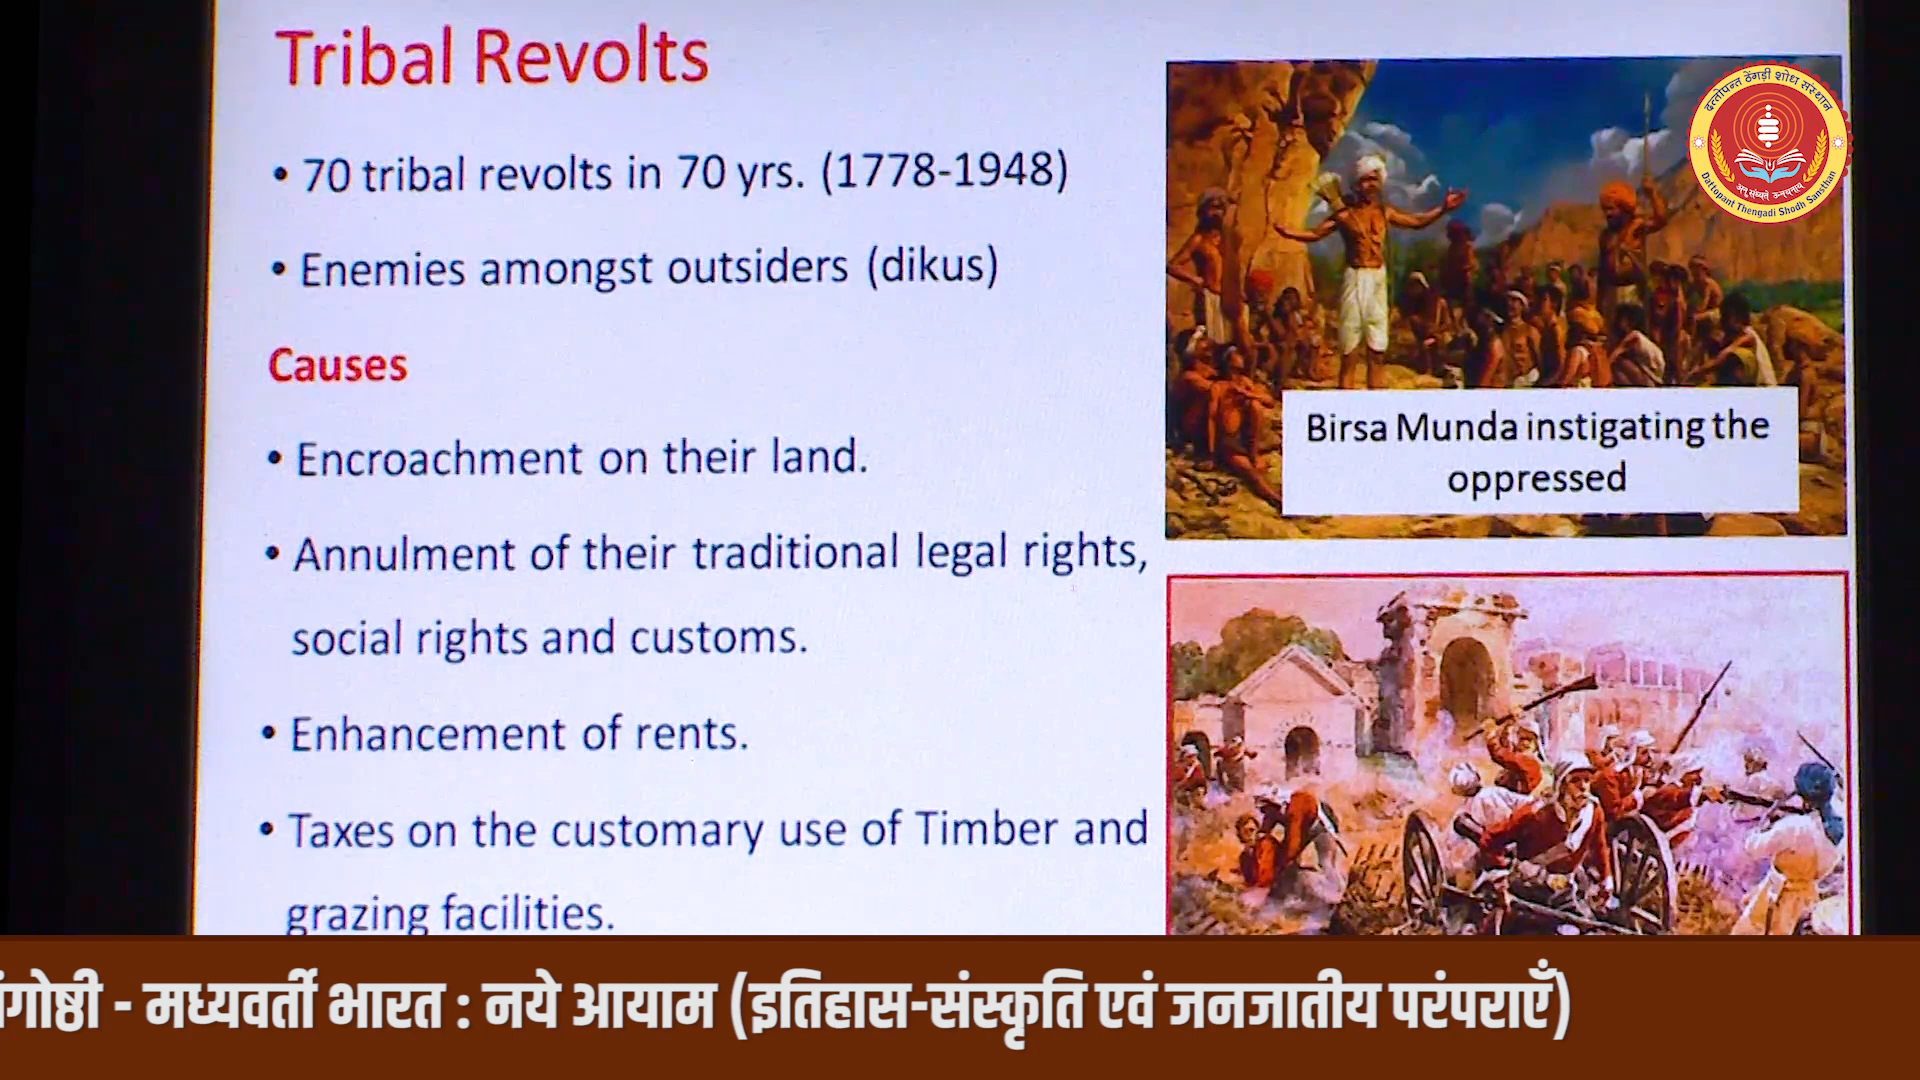 Tribal Revolts
• 70 tribal revolts in 70 yrs. (1778-1948)
• Enemies amongst outsiders (dikus)
Causes
• Encroachment on their land.
• Annulment of their traditional legal rights,
social rights and customs.
• Enhancement of rents.
• Taxes on the customary use of Timber and
grazing facilities.
Birsa Munda instigating the
oppressed
दत्तोपन्त ठेंगड़ी शोध संस्थान
Dattopant Thengadi Shodh Sansthan
- मध्यवर्ती भारत : नये आयाम (इतिहास-संस्कृति एवं जनजातीय परंपराएँ)